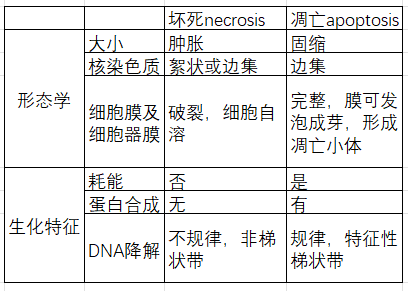 坏死necrosis 凋亡apoptosis
形态学 大小 肿胀 固缩
核染色质 絮状或边集 边集
细胞膜及
细胞器膜
破裂，细胞自
溶
完整，膜可发
泡成芽，形成
凋亡小体
生化特征 耗能 否 是
蛋白合成 无 有
DNA降解
不规律，非梯
状带
规律，特征性
梯状带